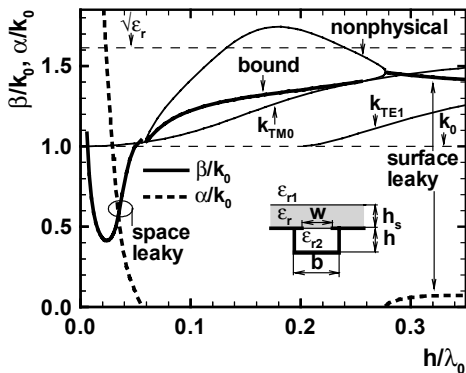 β/k₀, α/k₀
√εᵣ
nonphysical
bound
k_TM0
k_TE1
k₀
1.5
1.0
0.5
0.0
β/k₀
α/k₀
space
leaky
surface
leaky
εᵣ₁
εᵣ
w
hₛ
εᵣ₂
h
b
0.0
0.1
0.2
0.3
h/λ₀